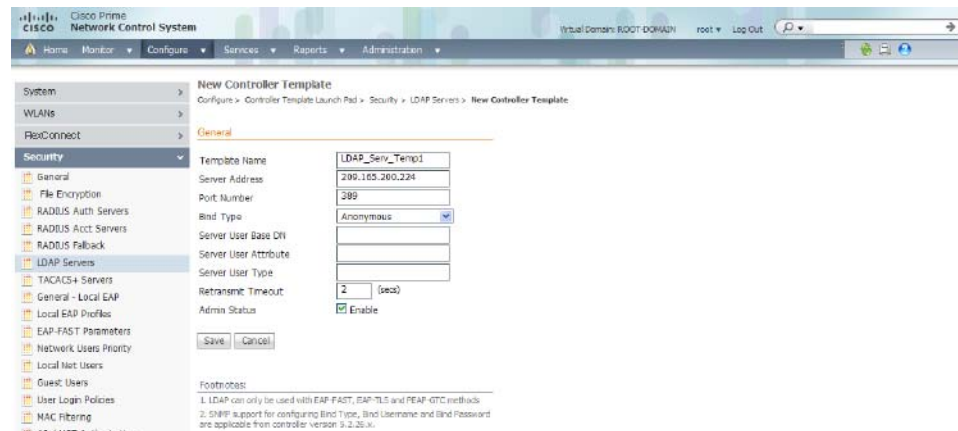 Cisco Prime
CISCO Network Control System
Virtual Domain: ROOT-DOMAIN root Log Out
Home Monitor Configure Services Reports Administration
System
WLANs
FlexConnect
Security
General
File Encryption
RADIUS Auth Servers
RADIUS Acct Servers
RADIUS Fallback
LDAP Servers
TACACS+ Servers
General - Local EAP
Local EAP Profiles
EAP-FAST Parameters
Network Users Priority
Local Net Users
Guest Users
User Login Policies
MAC Filtering
New Controller Template
Configure > Controller Template Launch Pad > Security > LDAP Servers > New Controller Template
General
Template Name LDAP_Serv_Temp1
Server Address 209.165.200.224
Port Number 389
Bind Type Anonymous
Server User Base DN
Server User Attribute
Server User Type
Retransmit Timeout 2 (secs)
Admin Status Enable
Save Cancel
Footnotes:
1. LDAP can only be used with EAP-FAST, EAP-TLS and PEAP-GTC methods
2. SNMP support for configuring Bind Type, Bind Username and Bind Password
are applicable from controller version 5.2.26.x.